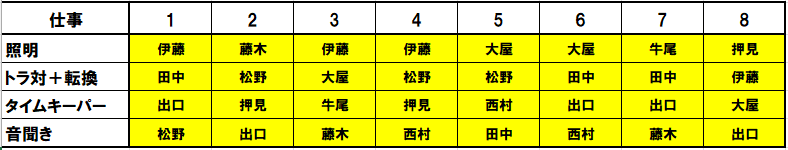 仕事 1 2 3 4 5 6 7 8
照明 伊藤 藤木 伊藤 伊藤 大屋 大屋 牛尾 押見
トラ対＋転換 田中 松野 大屋 松野 松野 田中 田中 伊藤
タイムキーパー 出口 押見 牛尾 押見 西村 出口 出口 大屋
音聞き 松野 出口 藤木 西村 田中 西村 藤木 出口